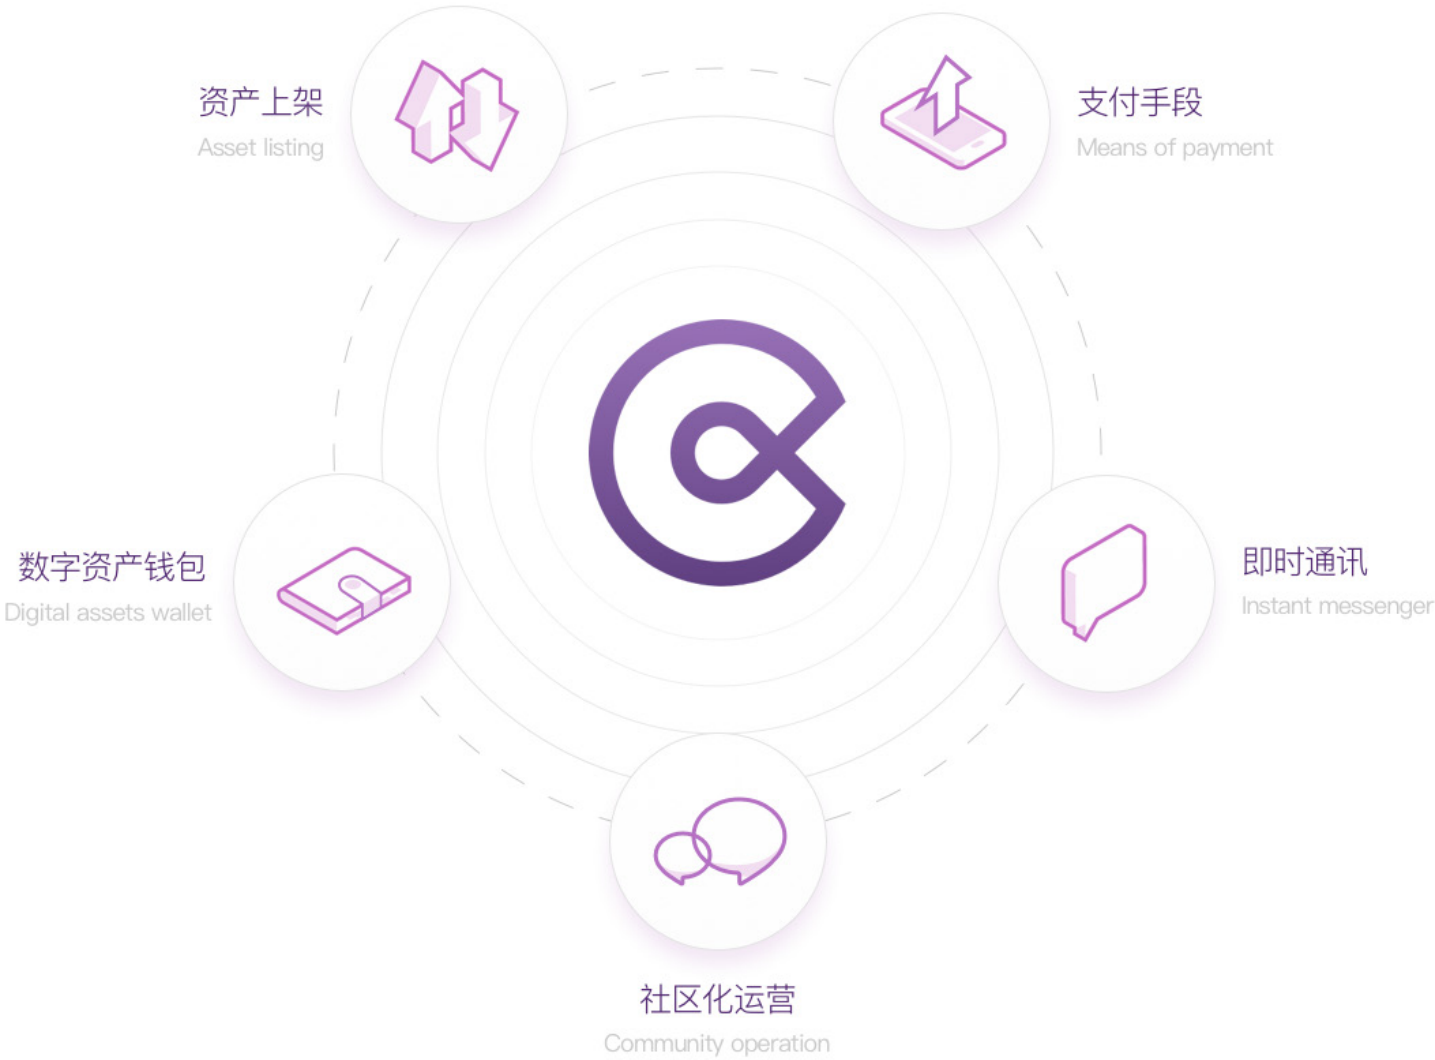 资产上架
Asset listing
支付手段
Means of payment
数字资产钱包
Digital assets wallet
即时通讯
Instant messenger
社区化运营
Community operation